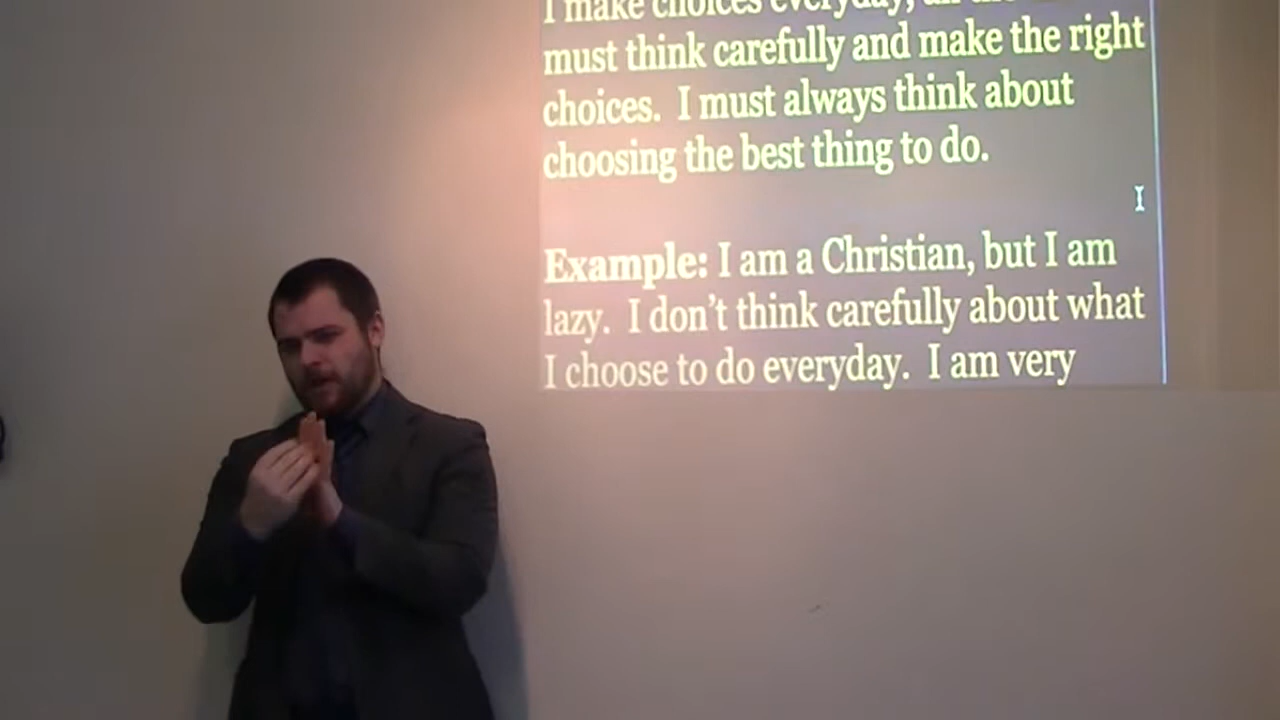 I make choices everyday,
must think carefully and make the right
choices. I must always think about
choosing the best thing to do.
Example: I am a Christian, but I am
lazy. I don't think carefully about what
I choose to do everyday. I am very